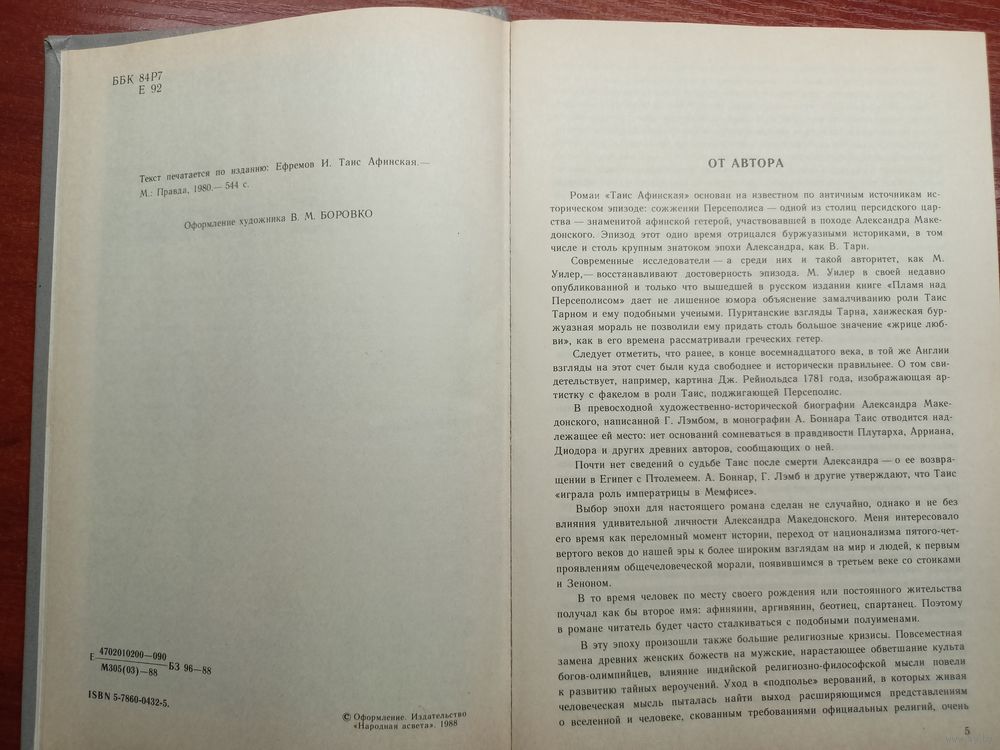 ББК 84Р7
Е 92
Текст печатается по изданию: Ефремов И. Таис Афинская.—
М.: Правда, 1980.— 544 с.
Оформление художника В. М. БОРОВКО
Е 4702010200—090
М305(03)—88 БЗ 96—88
ISBN 5-7860-0432-5.
© Оформление. Издательство
«Народная асвета». 1988
ОТ АВТОРА
Роман «Таис Афинская» основан на известном по античным источникам ис-
торическом эпизоде: сожжении Персеполиса — одной из столиц персидского цар-
ства — знаменитой афинской гетерой, участвовавшей в походе Александра Маке-
донского. Эпизод этот одно время отрицался буржуазными историками, в том
числе и столь крупным знатоком эпохи Александра, как В. Тарн.
Современные исследователи — а среди них и такой авторитет, как М.
Уилер,— восстанавливают достоверность эпизода. М. Уилер в своей недавно
опубликованной и только что вышедшей в русском издании книге «Пламя над
Персеполисом» дает не лишенное юмора объяснение замалчиванию роли Таис
Тарном и ему подобными учеными. Пуританские взгляды Тарна, ханжеская бур-
жуазная мораль не позволили ему придать столь большое значение «жрице люб-
ви», как в его времена рассматривали греческих гетер.
Следует отметить, что ранее, в конце восемнадцатого века, в той же Англии
взгляды на этот счет были куда свободнее и исторически правильнее. О том сви-
детельствует, например, картина Дж. Рейнольдса 1781 года, изображающая ар-
тистку с факелом в роли Таис, поджигающей Персеполис.
В превосходной художественно-исторической биографии Александра Маке-
донского, написанной Г. Лэмбом, в монографии А. Боннара Таис отводится над-
лежащее ей место: нет оснований сомневаться в правдивости Плутарха, Арриана,
Диодора и других древних авторов, сообщающих о ней.
Почти нет сведений о судьбе Таис после смерти Александра — о ее возвра-
щении в Египет с Птолемеем. А. Боннар, Г. Лэмб и другие утверждают, что Таис
«играла роль императрицы в Мемфисе».
Выбор эпохи для настоящего романа сделан не случайно, однако и не без
влияния удивительной личности Александра Македонского. Меня интересовало
его время как переломный момент истории, переход от национализма пятого-чет-
вертого веков до нашей эры к более широким взглядам на мир и людей, к первым
проявлениям общечеловеческой морали, появившимся в третьем веке со стоиками
и Зеноном.
В то время человек по месту своего рождения или постоянного жительства
получал как бы второе имя: афинянин, аргивянин, беотиец, спартанец. Поэтому
в романе читатель будет часто сталкиваться с подобными полуименами.
В эту эпоху произошли также большие религиозные кризисы. Повсеместная
замена древних женских божеств на мужские, нарастающее обветшание культа
богов-олимпийцев, влияние индийской религиозно-философской мысли повели
к развитию тайных вероучений. Уход в «подполье» верований, в которых живая
человеческая мысль пыталась найти выход расширяющимся представлениям
о вселенной и человеке, скованным требованиями официальных религий, очень
5